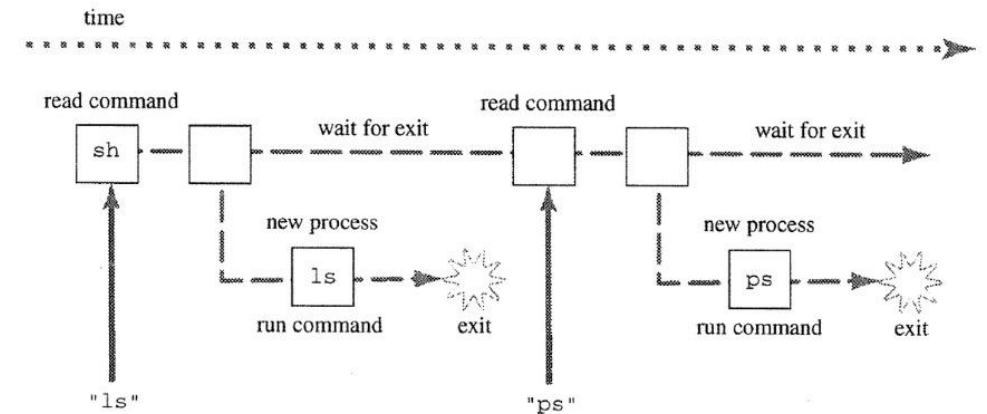 time
read command
read command
sh
wait for exit
wait for exit
new process
new process
ls
ps
run command
exit
run command
exit
"ls"
"ps"